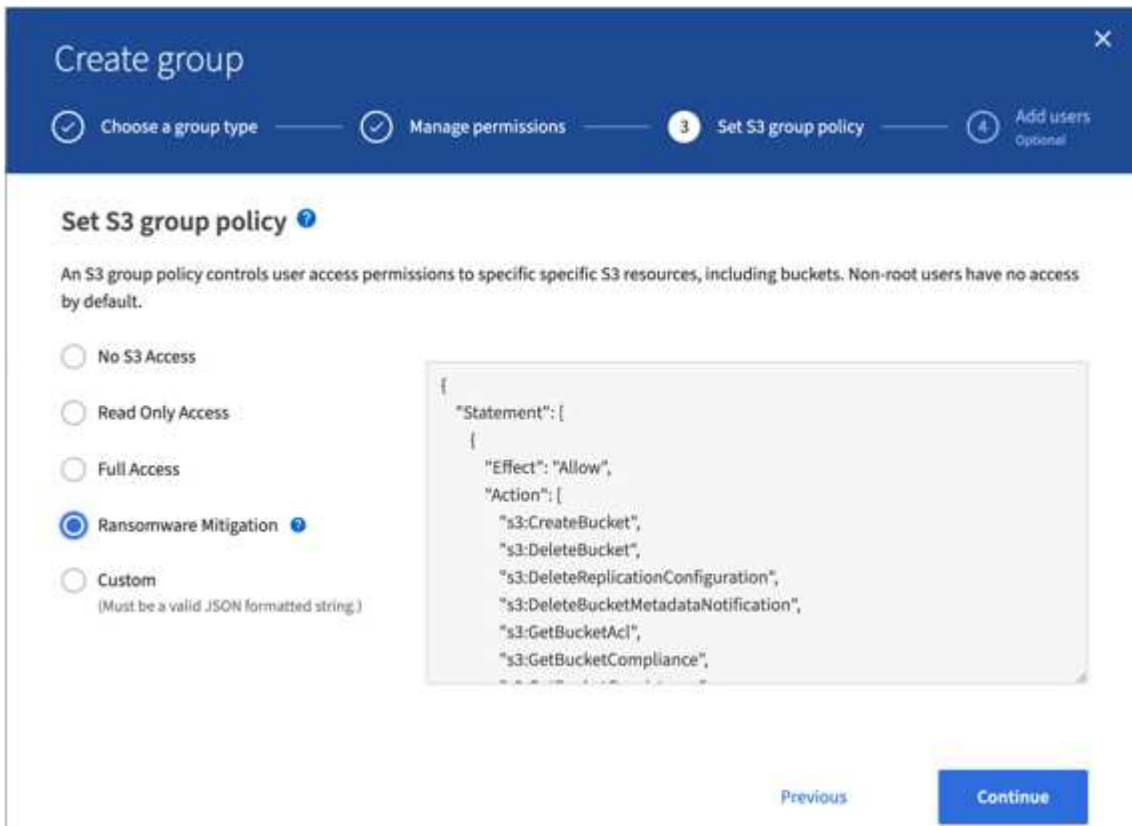 Create group
Choose a group type
Manage permissions
3
Set S3 group policy
4
Add users
Optional
Set S3 group policy
An S3 group policy controls user access permissions to specific specific S3 resources, including buckets. Non-root users have no access
by default.
No S3 Access
Read Only Access
Full Access
Ransomware Mitigation
Custom
(Must be a valid JSON formatted string.)
{
"Statement": [
{
"Effect": "Allow",
"Action": [
"s3:CreateBucket",
"s3:DeleteBucket",
"s3:DeleteReplicationConfiguration",
"s3:DeleteBucketMetadataNotification",
"s3:GetBucketAcl",
"s3:GetBucketCompliance",
Previous
Continue